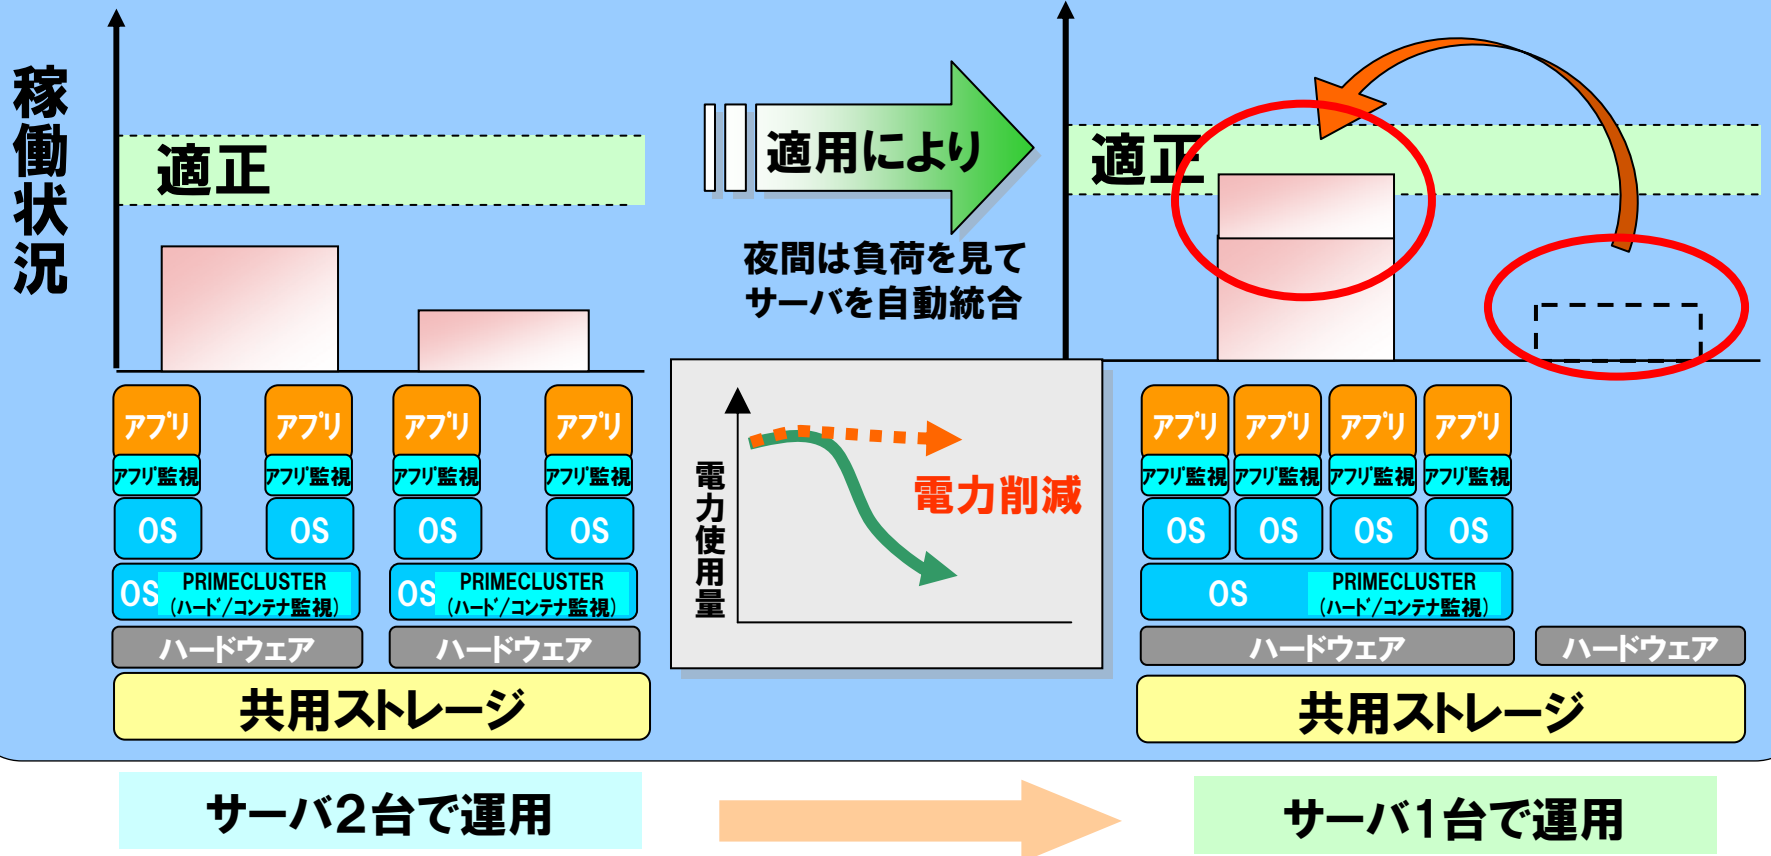 稼働状況
適正
適用により
夜間は負荷を見て
サーバを自動統合
適正
アプリ
アプリ
アプリ
アプリ
アプリ監視
アプリ監視
アプリ監視
アプリ監視
OS
OS
OS
OS
OS
PRIMECLUSTER
(ハード/コンテナ監視)
OS
PRIMECLUSTER
(ハード/コンテナ監視)
ハードウェア
ハードウェア
共用ストレージ
電力使用量
電力削減
アプリ
アプリ
アプリ
アプリ
アプリ監視
アプリ監視
アプリ監視
アプリ監視
OS
OS
OS
OS
OS
PRIMECLUSTER
(ハード/コンテナ監視)
ハードウェア
ハードウェア
共用ストレージ
サーバ2台で運用
サーバ1台で運用